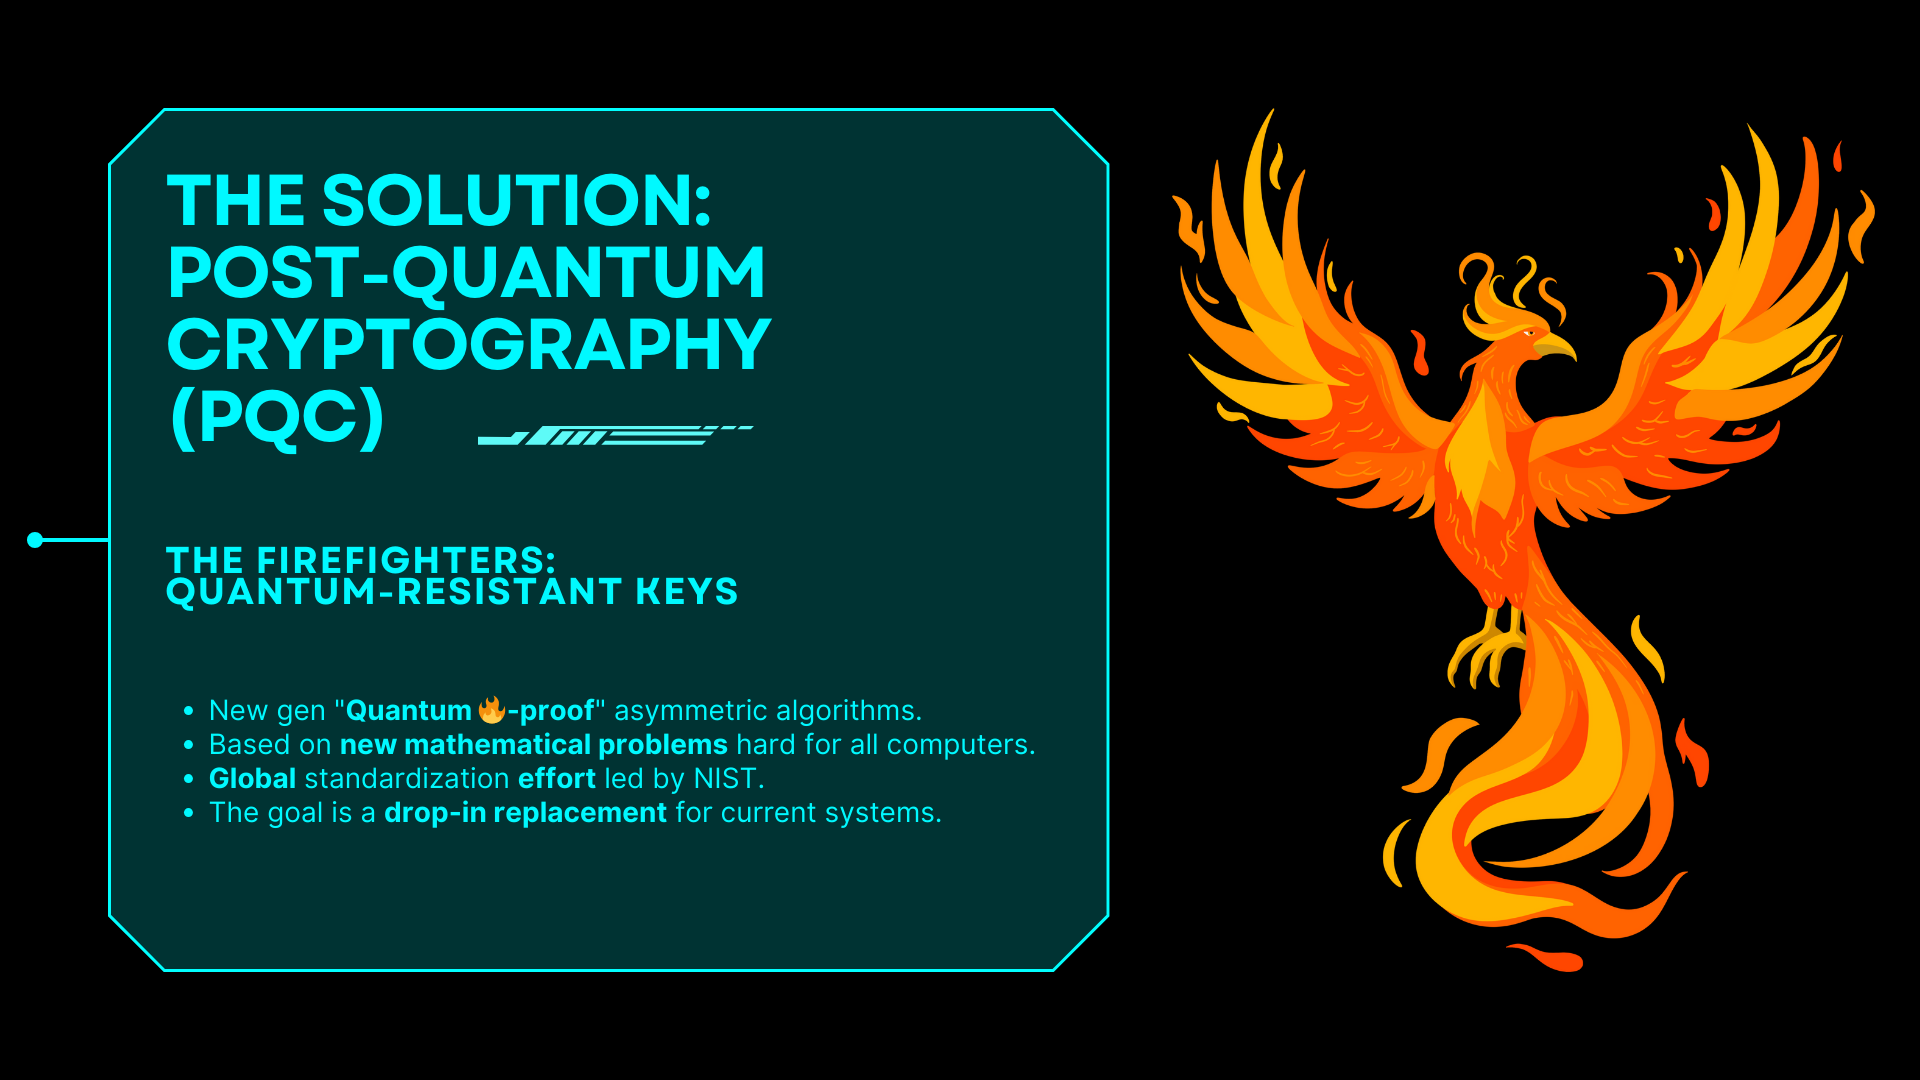 THE SOLUTION:
POST-QUANTUM
CRYPTOGRAPHY
(PQC)
THE FIREFIGHTERS:
QUANTUM-RESISTANT KEYS
• New gen "Quantum 🔥-proof" asymmetric algorithms.
• Based on new mathematical problems hard for all computers.
• Global standardization effort led by NIST.
• The goal is a drop-in replacement for current systems.